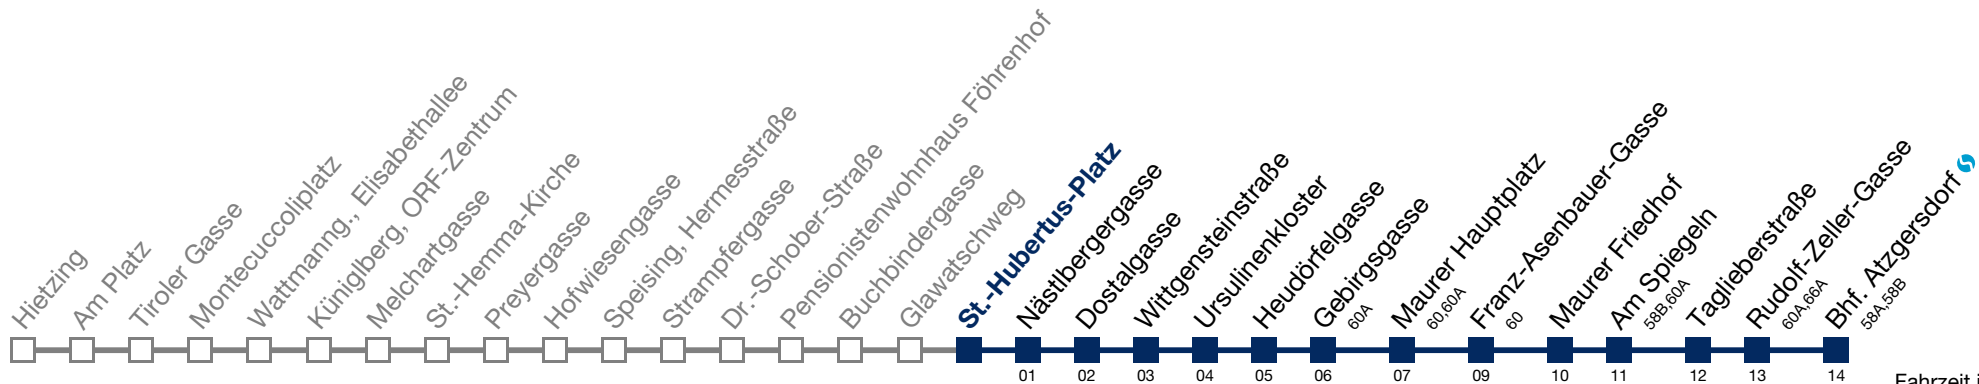 Hietzing
Am Platz
Tiroler Gasse
Montecuccoliplatz
Wattmanng., Elisabethallee
Küniglberg, ORF-Zentrum
Melchartgasse
St.-Hemma-Kirche
Preyergasse
Hofwiesengasse
Speising, Hermesstraße
Strampfergasse
Dr.-Schober-Straße
Pensionistenwohnhaus Föhrenhof
Buchbindergasse
Glawatschweg
St.-Hubertus-Platz
Nästlbergergasse
Dostalgasse
Wittgensteinstraße
Ursulinenkloster
Heudörfelgasse
Gebirgsgasse
60A
Maurer Hauptplatz
60,60A
Franz-Asenbauer-Gasse
60
Maurer Friedhof
Am Spiegeln
58B,60A
Taglieberstraße
Rudolf-Zeller-Gasse
60A,66A
Bhf. Atzgersdorf
58A,58B
01 02 03 04 05 06 07 09 10 11 12 13 14
Fahrzeit i